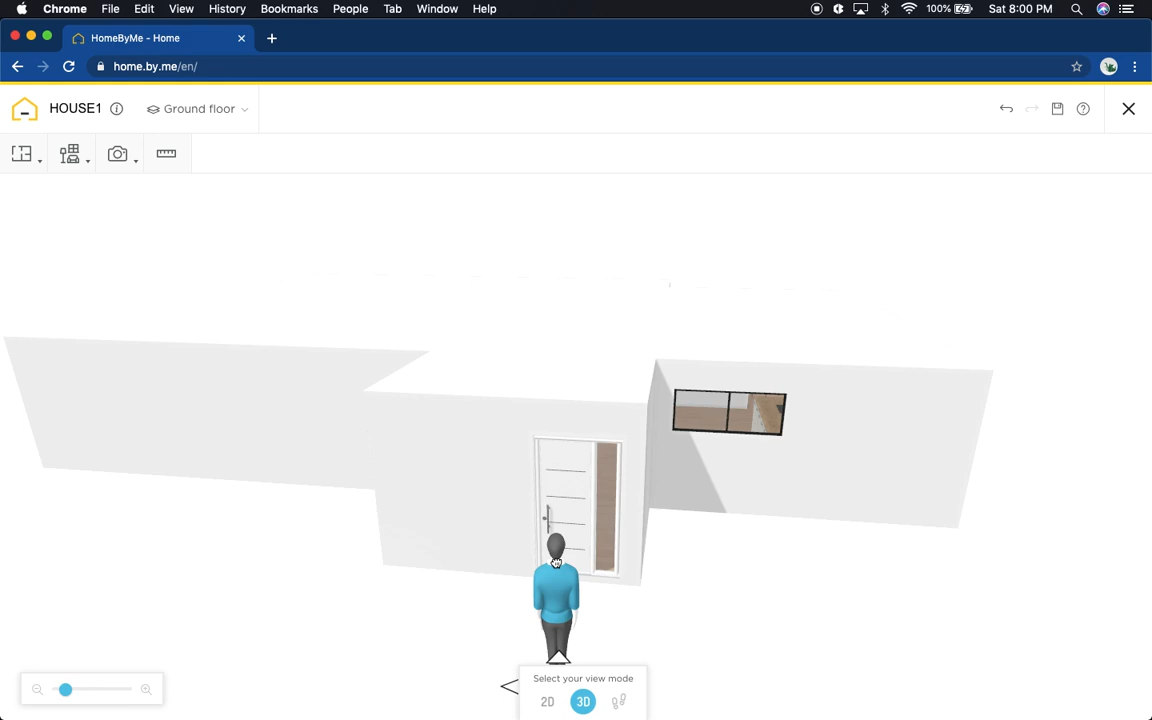 Chrome File Edit View History Bookmarks People Tab Window Help 100% Sat 8:00 PM
HomeByMe - Home
home.by.me/en/
HOUSE1 Ground floor
Select your view mode
2D 3D